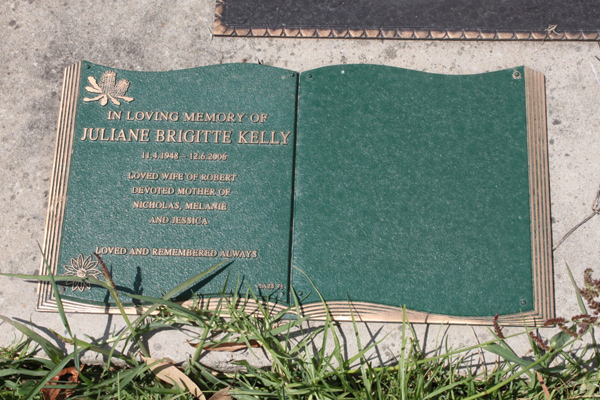 IN LOVING MEMORY OF
JULIANE BRIGITTE KELLY
11.4.1948 - 12.6.2006
LOVED WIFE OF ROBERT
DEVOTED MOTHER OF
NICHOLAS, MELANIE
AND JESSICA
LOVED AND REMEMBERED ALWAYS